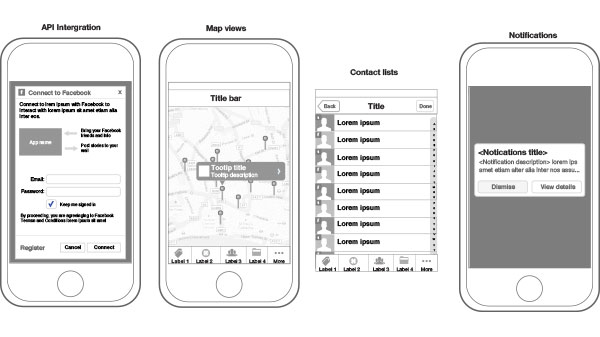 API Intergration
f Connect to Facebook X
Connect to lrem Ipsum with Facebook to
interact with lorem ipsum sit amet etiam alia
inter eos.
App name
Bring your Facebook
friends and info
Post stories to your
wall
Email:
Password:
Keep me signed in
By proceeding, you are agreeing to Facebook
Terms and Conditions lorem ipsum sit amet
Register Cancel Connect
Map views
Title bar
Tooltip title
Tooltip description
Label 1 Label 2 Label 3 Label 4 More
Contact lists
Back Title Done
Lorem ipsum
Lorem ipsum
Lorem ipsum
Lorem ipsum
Lorem ipsum
Lorem ipsum
Lorem ipsum
Lorem ipsum
Label 1 Label 2 Label 3 Label 4 More
Notifications
<Notications title>
<Notification description> lorem ips
amet etiam alter alia inter nos assu...
Dismiss View details